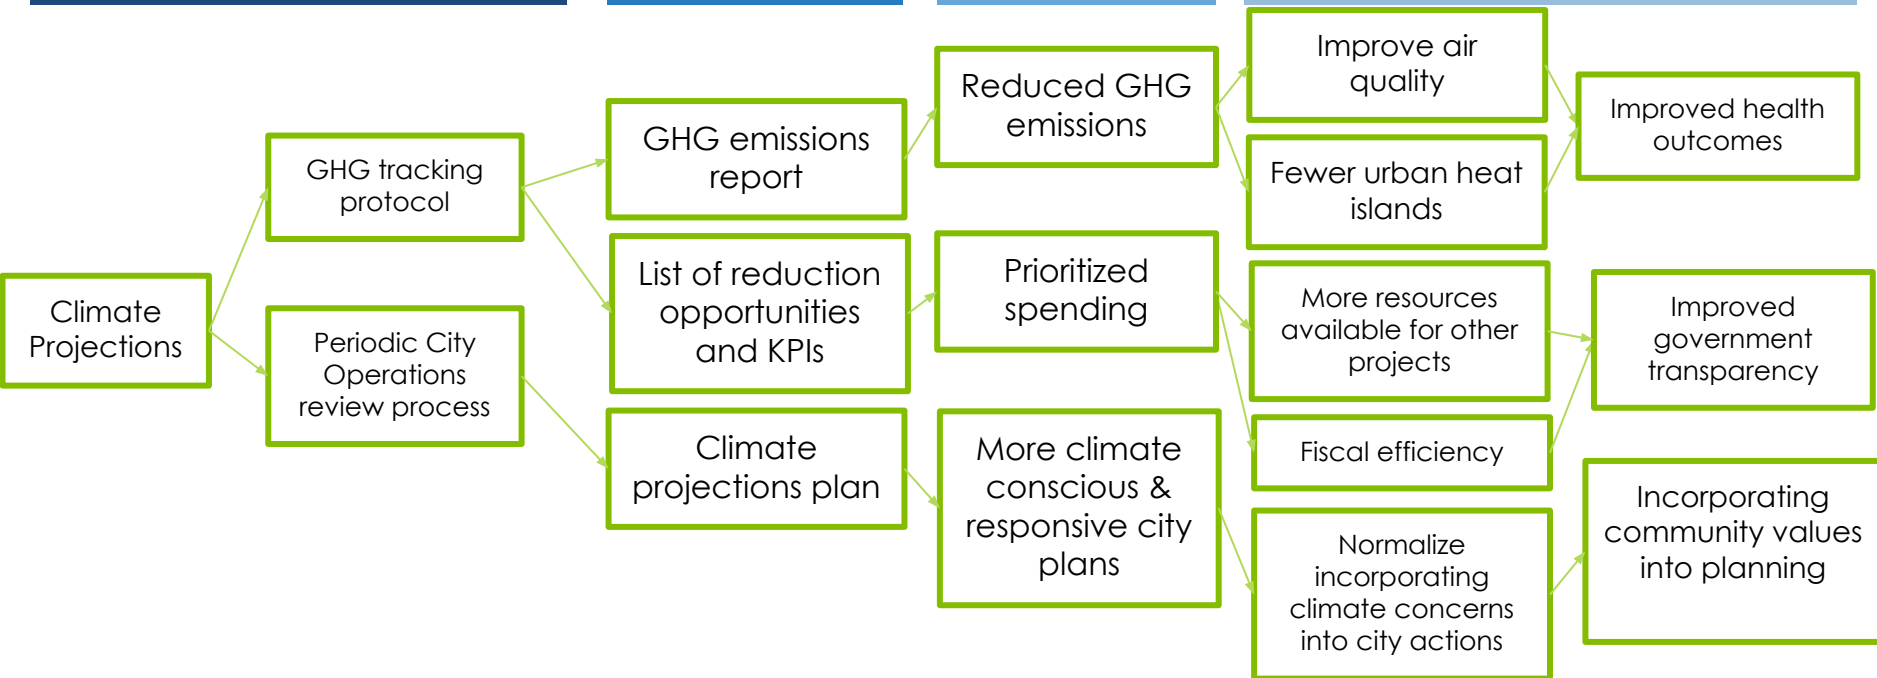 Climate
Projections
GHG tracking
protocol
Periodic City
Operations
review process
GHG emissions
report
List of reduction
opportunities
and KPIs
Climate
projections plan
Reduced GHG
emissions
Prioritized
spending
More climate
conscious &
responsive city
plans
Improve air
quality
Fewer urban heat
islands
More resources
available for other
projects
Fiscal efficiency
Normalize
incorporating
climate concerns
into city actions
Improved health
outcomes
Improved
government
transparency
Incorporating
community values
into planning